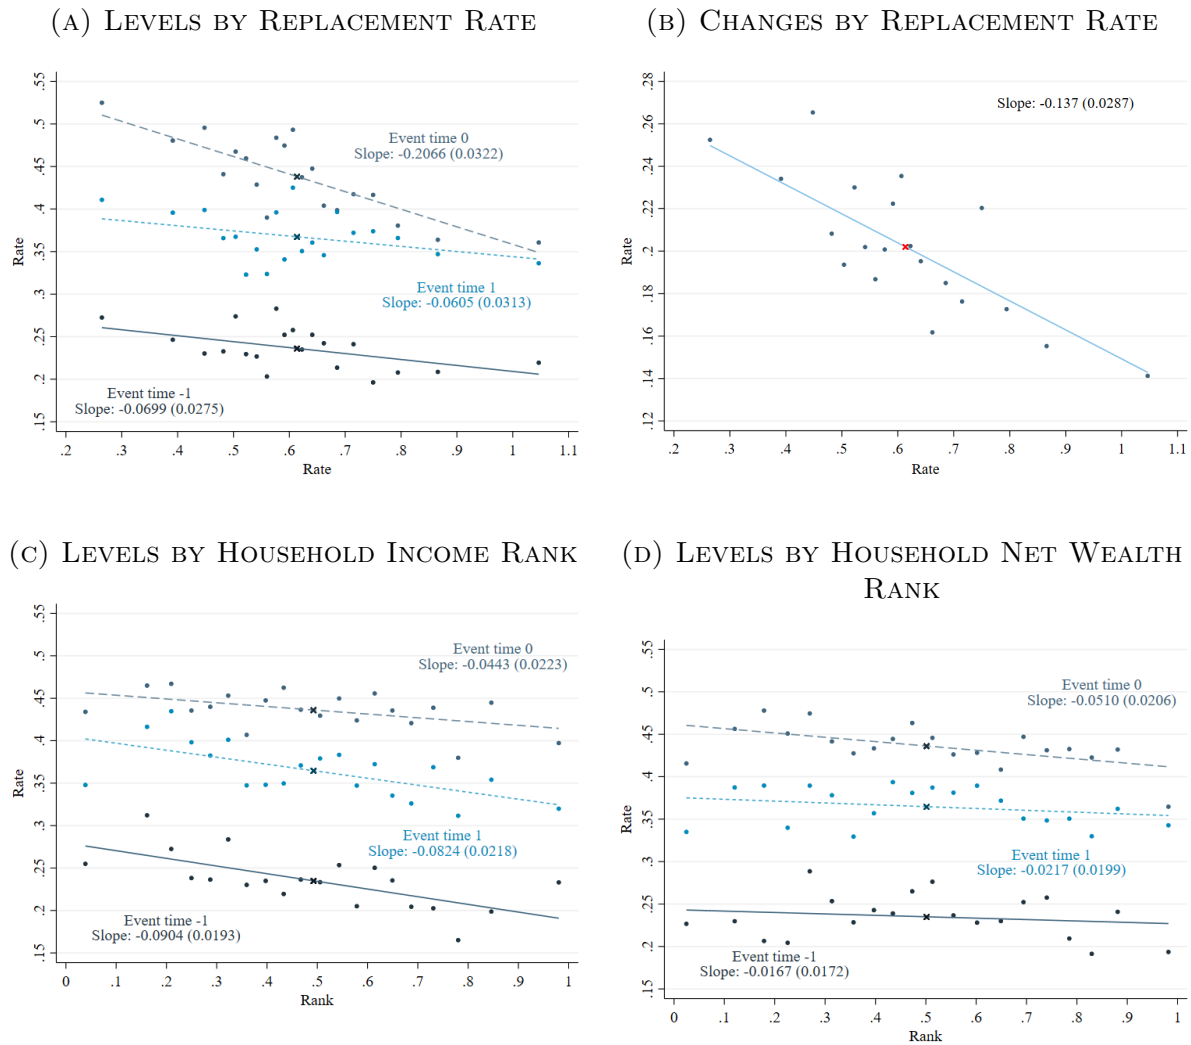 (A) Levels by Replacement Rate
.55
.5
.45
.4
.35
.3
.25
.2
.15
Rate
Event time 0
Slope: -0.2066 (0.0322)
Event time 1
Slope: -0.0605 (0.0313)
Event time -1
Slope: -0.0699 (0.0275)
.2 .3 .4 .5 .6 .7 .8 .9 1 1.1
Rate
(B) Changes by Replacement Rate
.28
.26
.24
.22
.2
.18
.16
.14
.12
Rate
Slope: -0.137 (0.0287)
.2 .3 .4 .5 .6 .7 .8 .9 1 1.1
Rate
(C) Levels by Household Income Rank
.55
.5
.45
.4
.35
.3
.25
.2
.15
Rate
Event time 0
Slope: -0.0443 (0.0223)
Event time 1
Slope: -0.0824 (0.0218)
Event time -1
Slope: -0.0904 (0.0193)
0 .1 .2 .3 .4 .5 .6 .7 .8 .9 1
Rank
(D) Levels by Household Net Wealth
Rank
.55
.5
.45
.4
.35
.3
.25
.2
.15
Rate
Event time 0
Slope: -0.0510 (0.0206)
Event time 1
Slope: -0.0217 (0.0199)
Event time -1
Slope: -0.0167 (0.0172)
0 .1 .2 .3 .4 .5 .6 .7 .8 .9 1
Rank